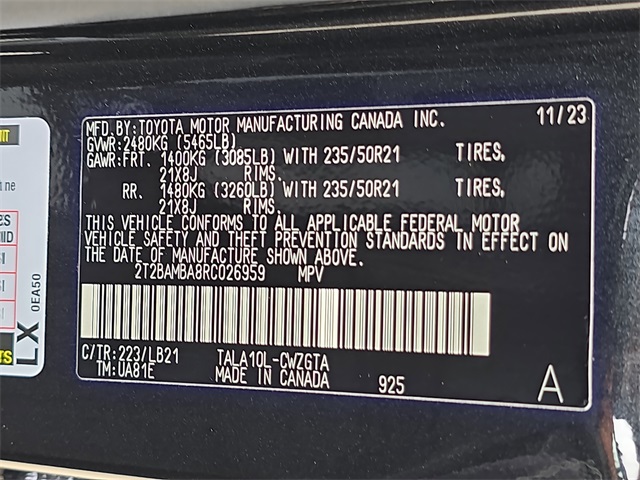 MFD.BY:TOYOTA MOTOR MANUFACTURING CANADA INC. 11/23
GVWR:2480KG (5465LB)
GAWR:FRT. 1400KG (3085LB) WITH 235/50R21 TIRES,
21X8J RIMS.
RR. 1480KG (3260LB) WITH 235/50R21 TIRES,
21X8J RIMS.
THIS VEHICLE CONFORMS TO ALL APPLICABLE FEDERAL MOTOR
VEHICLE SAFETY AND THEFT PREVENTION STANDARDS IN EFFECT ON
THE DATE OF MANUFACTURE SHOWN ABOVE.
2T2BAMBA8RC026959 MPV
C/TR:223/LB21 TALA10L-CWZGTA
TM:UA81E MADE IN CANADA 925 A
LX 0EA50